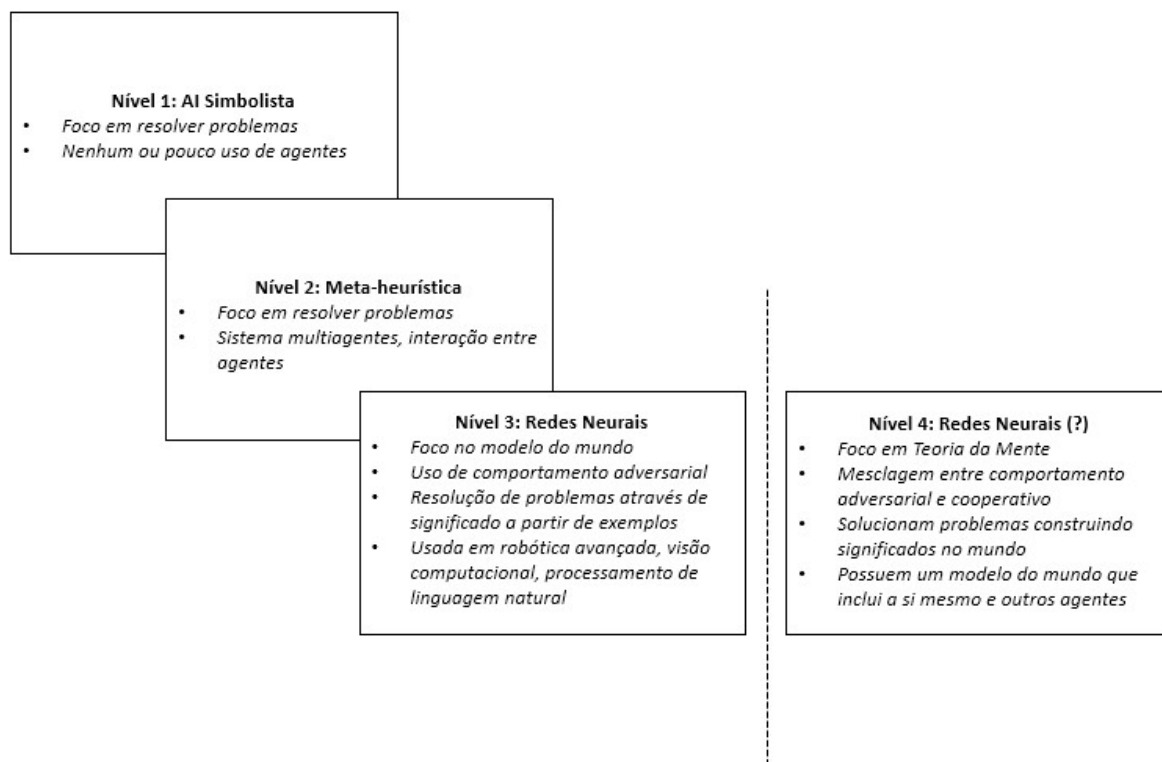 Nível 1: AI Simbolista
• Foco em resolver problemas
• Nenhum ou pouco uso de agentes
Nível 2: Meta-heurística
• Foco em resolver problemas
• Sistema multiagentes, interação entre
agentes
Nível 3: Redes Neurais
• Foco no modelo do mundo
• Uso de comportamento adversarial
• Resolução de problemas através de
significado a partir de exemplos
• Usada em robótica avançada, visão
computacional, processamento de
linguagem natural
Nível 4: Redes Neurais (?)
• Foco em Teoria da Mente
• Mesclagem entre comportamento
adversarial e cooperativo
• Solucionam problemas construindo
significados no mundo
• Possuem um modelo do mundo que
inclui a si mesmo e outros agentes